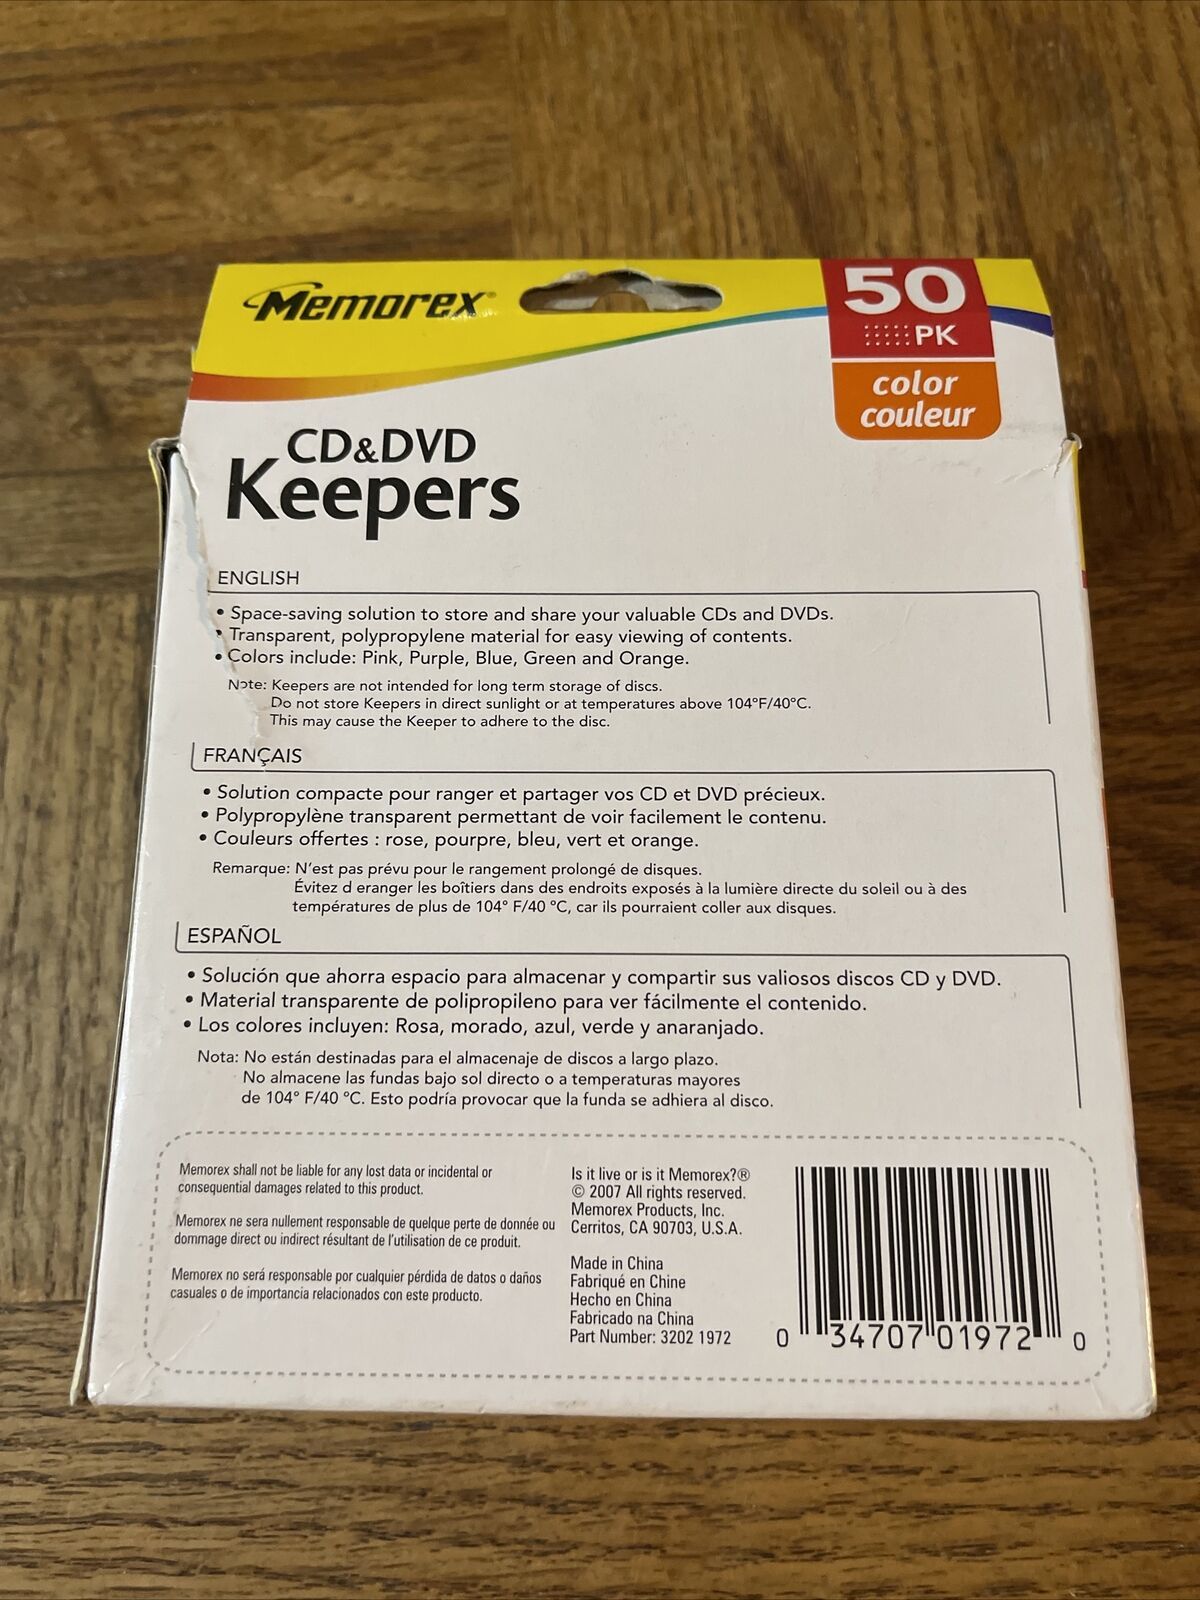 Memorex®
50
PK
color
couleur
CD&DVD
Keepers
ENGLISH
• Space-saving solution to store and share your valuable CDs and DVDs.
• Transparent, polypropylene material for easy viewing of contents.
• Colors include: Pink, Purple, Blue, Green and Orange.
Note: Keepers are not intended for long term storage of discs.
Do not store Keepers in direct sunlight or at temperatures above 104°F/40°C.
This may cause the Keeper to adhere to the disc.
FRANÇAIS
• Solution compacte pour ranger et partager vos CD et DVD précieux.
• Polypropylène transparent permettant de voir facilement le contenu.
• Couleurs offertes : rose, pourpre, bleu, vert et orange.
Remarque: N'est pas prévu pour le rangement prolongé de disques.
Évitez d eranger les boîtiers dans des endroits exposés à la lumière directe du soleil ou à des
températures de plus de 104° F/40 °C, car ils pourraient coller aux disques.
ESPAÑOL
• Solución que ahorra espacio para almacenar y compartir sus valiosos discos CD y DVD.
• Material transparente de polipropileno para ver fácilmente el contenido.
• Los colores incluyen: Rosa, morado, azul, verde y anaranjado.
Nota: No están destinadas para el almacenaje de discos a largo plazo.
No almacene las fundas bajo sol directo o a temperaturas mayores
de 104° F/40 °C. Esto podría provocar que la funda se adhiera al disco.
Memorex shall not be liable for any lost data or incidental or
consequential damages related to this product.
Memorex ne sera nullement responsable de quelque perte de donnée ou
dommage direct ou indirect résultant de l'utilisation de ce produit.
Memorex no será responsable por cualquier pérdida de datos o daños
casuales o de importancia relacionados con este producto.
Is it live or is it Memorex?®
© 2007 All rights reserved.
Memorex Products, Inc.
Cerritos, CA 90703, U.S.A.
Made in China
Fabriqué en Chine
Hecho en China
Fabricado na China
Part Number: 3202 1972
0 34707 01972 0